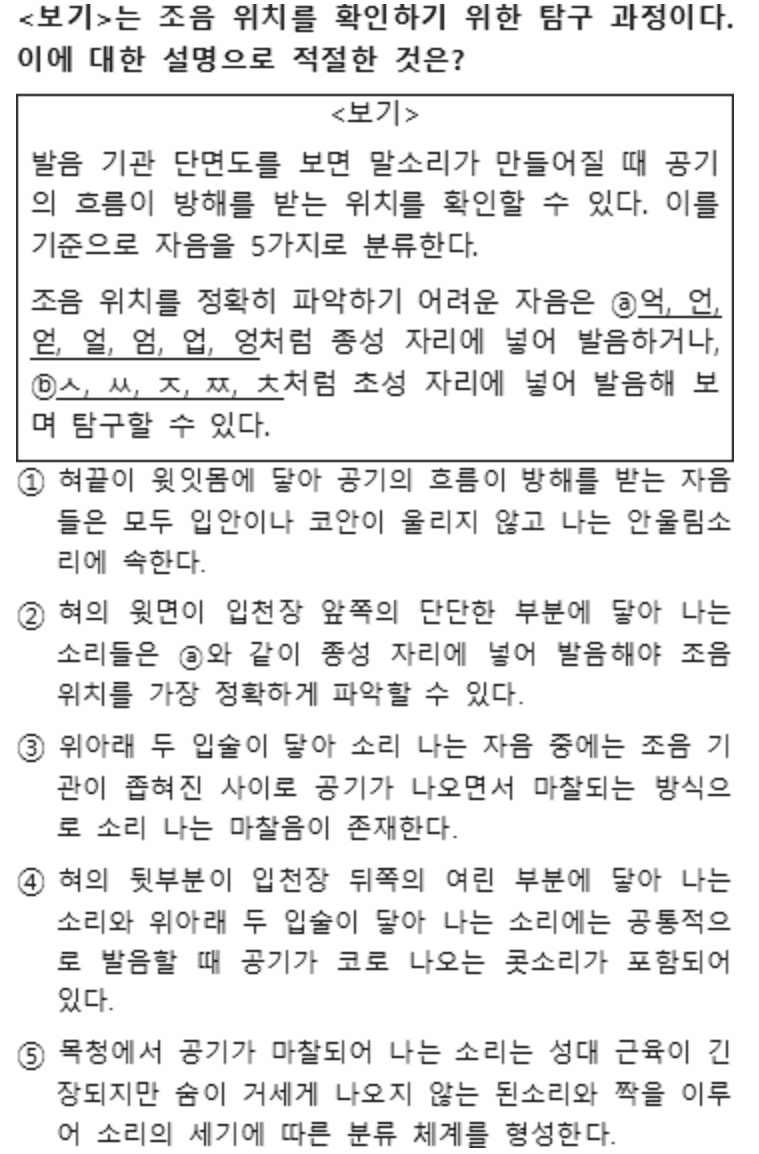 <보기>는 조음 위치를 확인하기 위한 탐구 과정이다.
이에 대한 설명으로 적절한 것은?
<보기>
발음 기관 단면도를 보면 말소리가 만들어질 때 공기
의 흐름이 방해를 받는 위치를 확인할 수 있다. 이를
기준으로 자음을 5가지로 분류한다.
조음 위치를 정확히 파악하기 어려운 자음은 ⓐ억, 언,
얻, 얼, 엄, 업, 엉처럼 종성 자리에 넣어 발음하거나,
ⓑㅅ, ㅆ, ㅈ, ㅉ, ㅊ처럼 초성 자리에 넣어 발음해 보
며 탐구할 수 있다.
① 혀끝이 윗잇몸에 닿아 공기의 흐름이 방해를 받는 자음
들은 모두 입안이나 코안이 울리지 않고 나는 안울림소
리에 속한다.
② 혀의 윗면이 입천장 앞쪽의 단단한 부분에 닿아 나는
소리들은 ⓐ와 같이 종성 자리에 넣어 발음해야 조음
위치를 가장 정확하게 파악할 수 있다.
③ 위아래 두 입술이 닿아 소리 나는 자음 중에는 조음 기
관이 좁혀진 사이로 공기가 나오면서 마찰되는 방식으
로 소리 나는 마찰음이 존재한다.
④ 혀의 뒷부분이 입천장 뒤쪽의 여린 부분에 닿아 나는
소리와 위아래 두 입술이 닿아 나는 소리에는 공통적으
로 발음할 때 공기가 코로 나오는 콧소리가 포함되어
있다.
⑤ 목청에서 공기가 마찰되어 나는 소리는 성대 근육이 긴
장되지만 숨이 거세게 나오지 않는 된소리와 짝을 이루
어 소리의 세기에 따른 분류 체계를 형성한다.